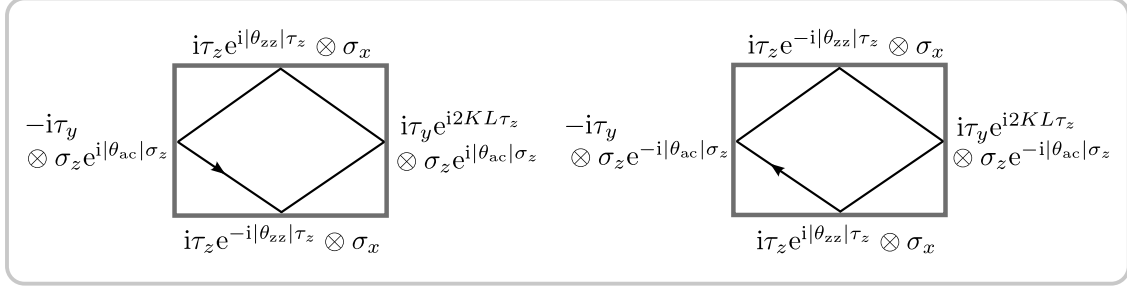 iτ_z e^{i|θ_zz|τ_z} ⊗ σ_x
−iτ_y
⊗ σ_z e^{i|θ_ac|σ_z}
iτ_y e^{i2KLτ_z}
⊗ σ_z e^{i|θ_ac|σ_z}
iτ_z e^{−i|θ_zz|τ_z} ⊗ σ_x
iτ_z e^{−i|θ_zz|τ_z} ⊗ σ_x
−iτ_y
⊗ σ_z e^{−i|θ_ac|σ_z}
iτ_y e^{i2KLτ_z}
⊗ σ_z e^{−i|θ_ac|σ_z}
iτ_z e^{i|θ_zz|τ_z} ⊗ σ_x